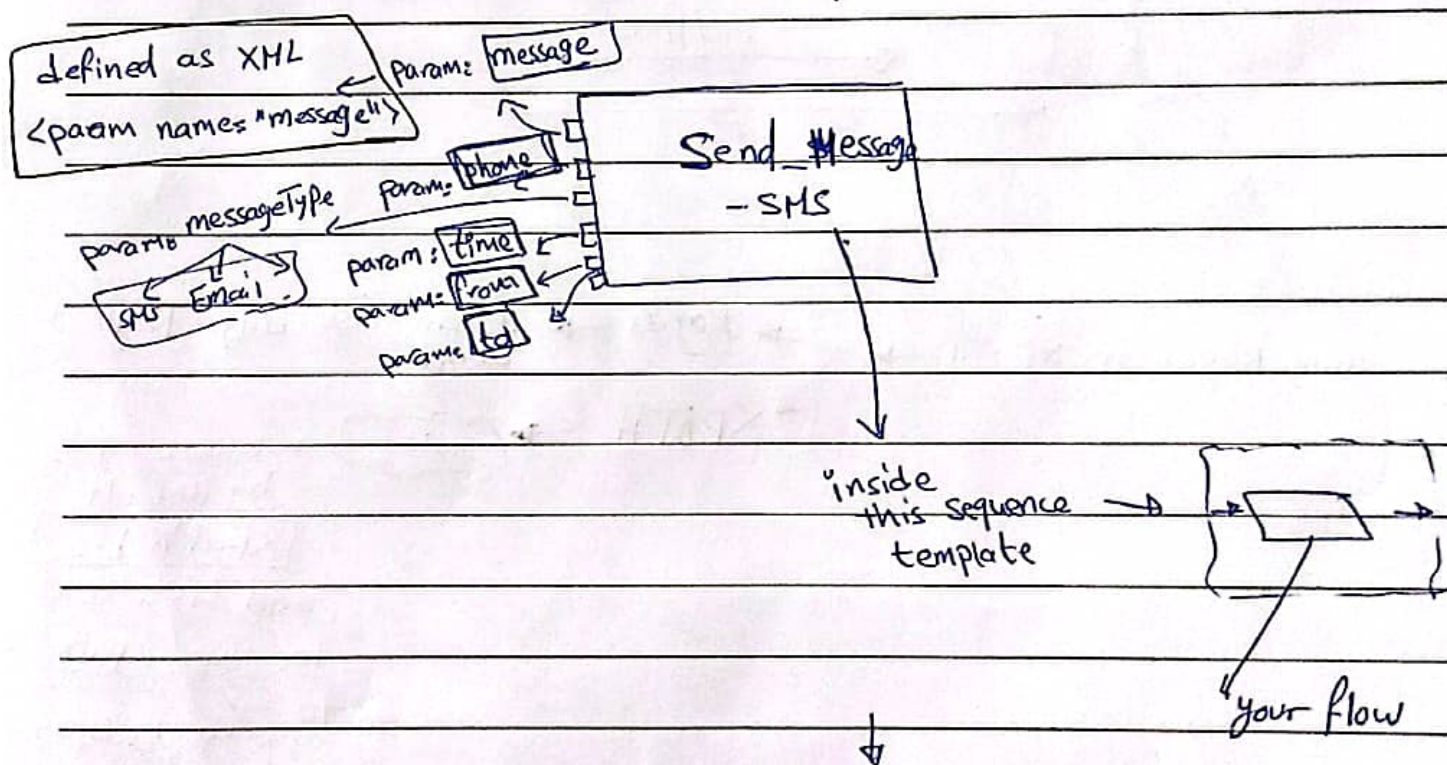 defined as XML
<param name="message">
param: message
param: phone
param: messageType
SMS Email
param: time
param: from
param: to
Send_Message
- SMS
inside
this sequence
template
your flow